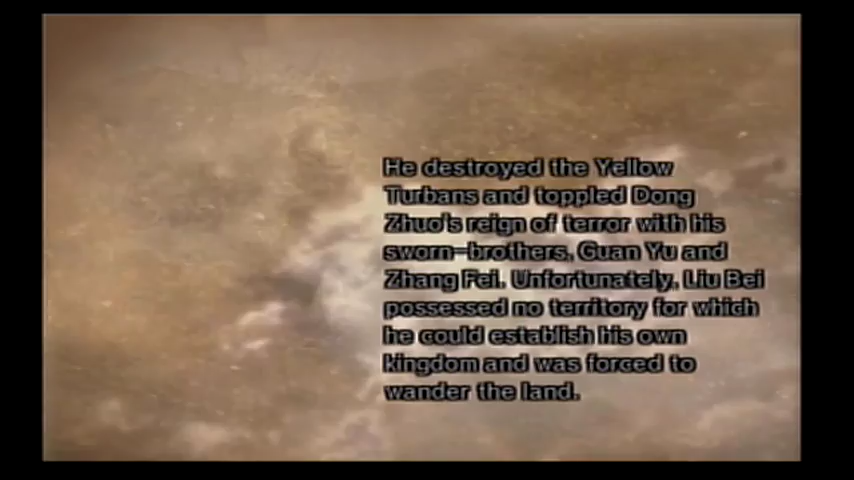 He destroyed the Yellow
Turbans and toppled Dong
Zhuo's reign of terror with his
sworn-brothers, Guan Yu and
Zhang Fei. Unfortunately, Liu Bei
possessed no territory for which
he could establish his own
kingdom and was forced to
wander the land.